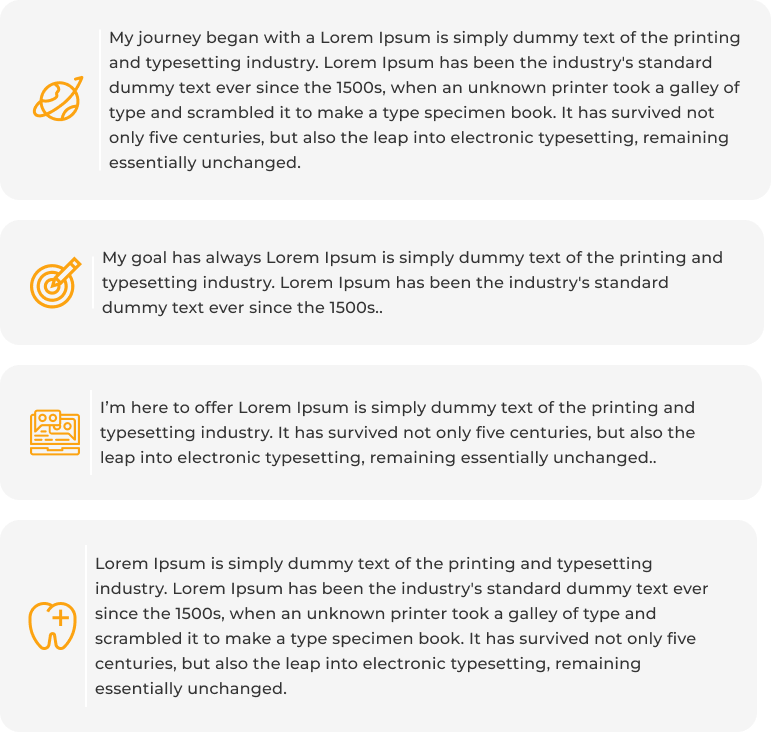 My journey began with a Lorem Ipsum is simply dummy text of the printing
and typesetting industry. Lorem Ipsum has been the industry's standard
dummy text ever since the 1500s, when an unknown printer took a galley of
type and scrambled it to make a type specimen book. It has survived not
only five centuries, but also the leap into electronic typesetting, remaining
essentially unchanged.
My goal has always Lorem Ipsum is simply dummy text of the printing and
typesetting industry. Lorem Ipsum has been the industry's standard
dummy text ever since the 1500s..
I’m here to offer Lorem Ipsum is simply dummy text of the printing and
typesetting industry. It has survived not only five centuries, but also the
leap into electronic typesetting, remaining essentially unchanged..
Lorem Ipsum is simply dummy text of the printing and typesetting
industry. Lorem Ipsum has been the industry's standard dummy text ever
since the 1500s, when an unknown printer took a galley of type and
scrambled it to make a type specimen book. It has survived not only five
centuries, but also the leap into electronic typesetting, remaining
essentially unchanged.